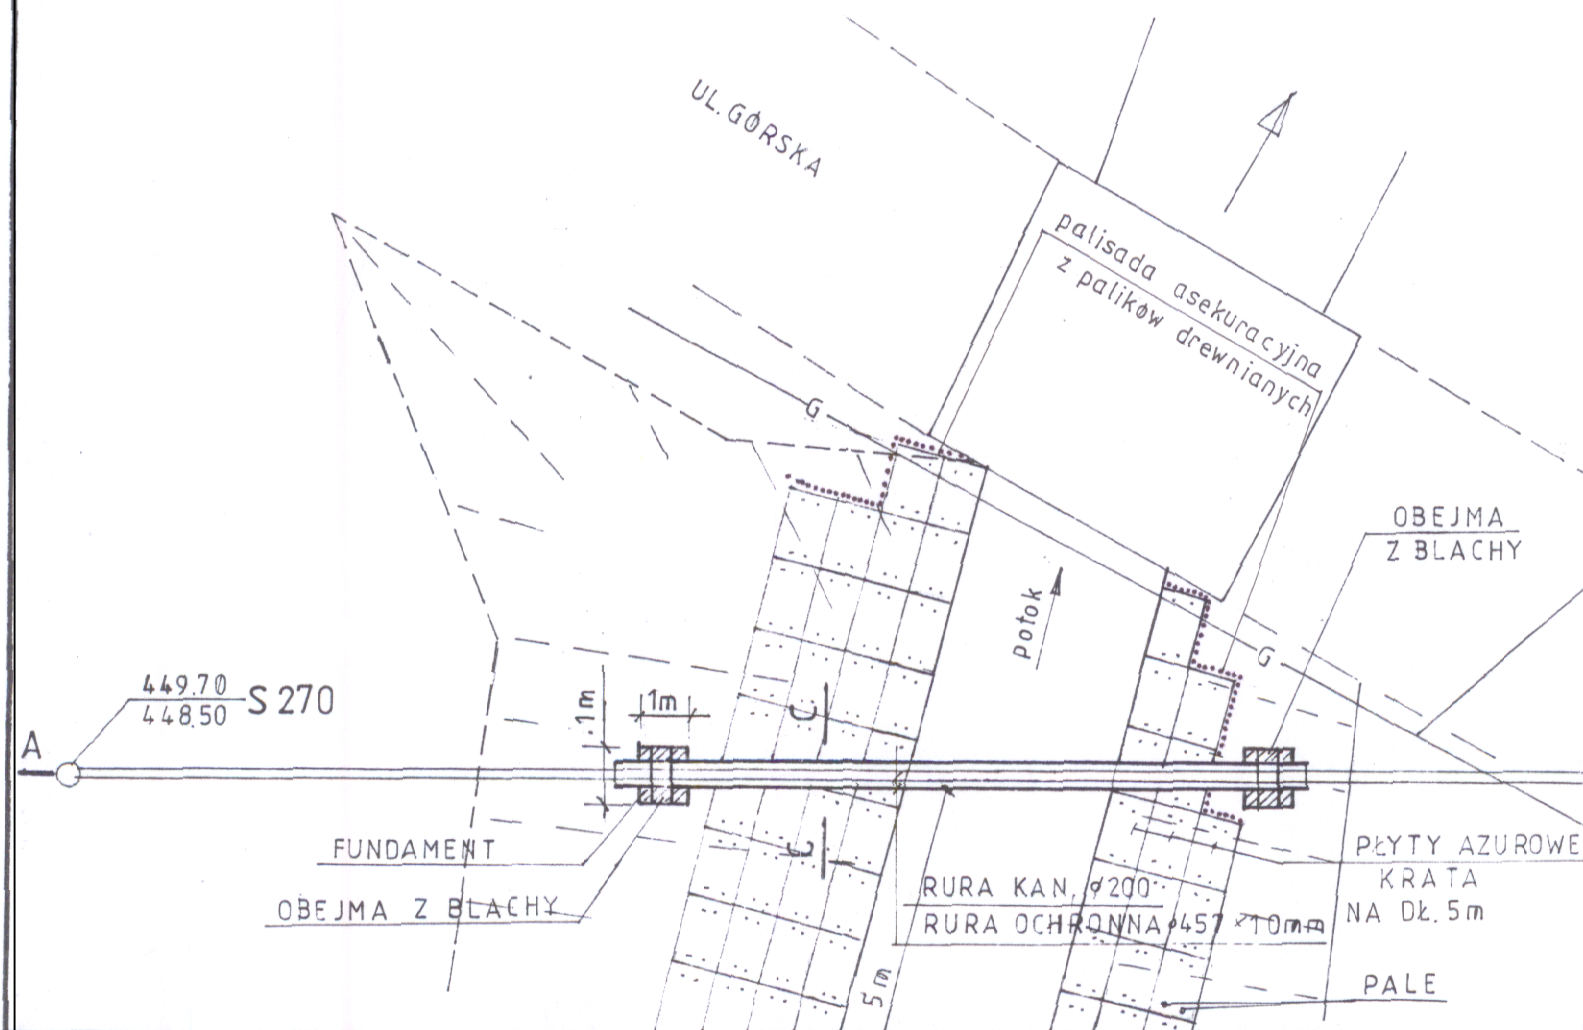 UL. GÓRSKA
palisada asekuracyjna
z palików drewnianych
G
OBEJMA
Z BLACHY
potok
G
449.70
448.50
S 270
1m
1m
C
A
C
FUNDAMENT
OBEJMA Z BLACHY
RURA KAN. ø200
RURA OCHRONNA ø457 x 10mm
PŁYTY AZUROWE
KRATA
NA DŁ. 5m
5m
PALE